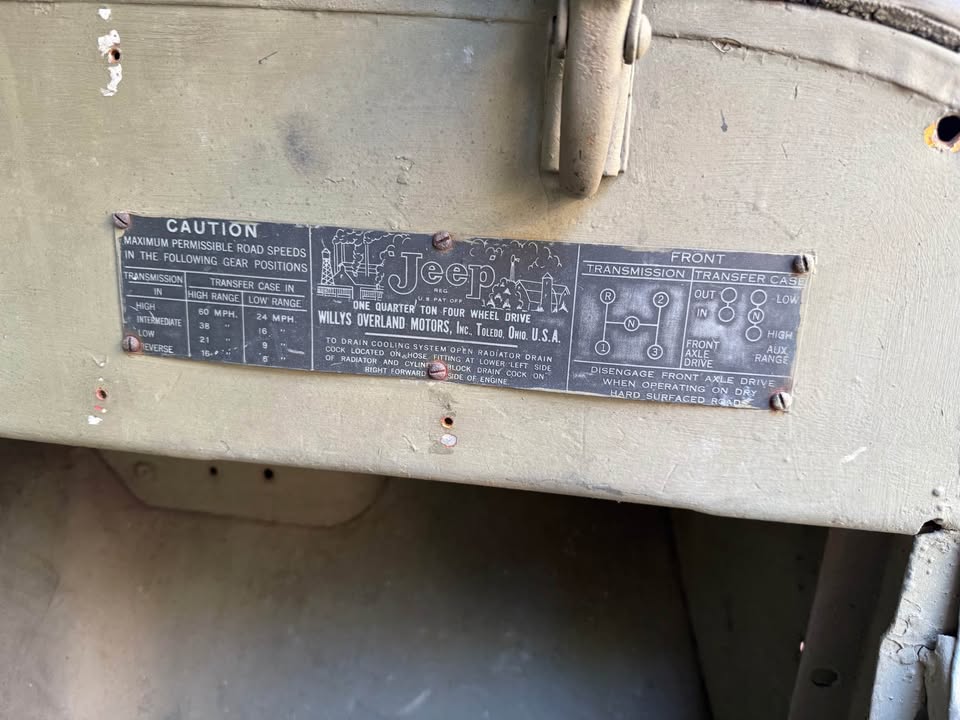 CAUTION
MAXIMUM PERMISSIBLE ROAD SPEEDS
IN THE FOLLOWING GEAR POSITIONS
TRANSMISSION IN
TRANSFER CASE IN
HIGH RANGE LOW RANGE
HIGH 60 MPH. 24 MPH.
INTERMEDIATE 38 " 16 "
LOW 21 " 9 "
REVERSE 16 " 6 "
Jeep
REG.
U.S. PAT. OFF.
ONE QUARTER TON FOUR WHEEL DRIVE
WILLYS OVERLAND MOTORS, INC., TOLEDO, OHIO. U.S.A.
TO DRAIN COOLING SYSTEM OPEN RADIATOR DRAIN
COCK LOCATED ON HOSE FITTING AT LOWER LEFT SIDE
OF RADIATOR AND CYLINDER BLOCK DRAIN COCK ON
RIGHT FORWARD SIDE OF ENGINE
FRONT
TRANSMISSION TRANSFER CASE
R 2
N
1 3
OUT
IN
FRONT
AXLE
DRIVE
LOW
N
HIGH
AUX
RANGE
DISENGAGE FRONT AXLE DRIVE
WHEN OPERATING ON DRY
HARD SURFACED ROADS